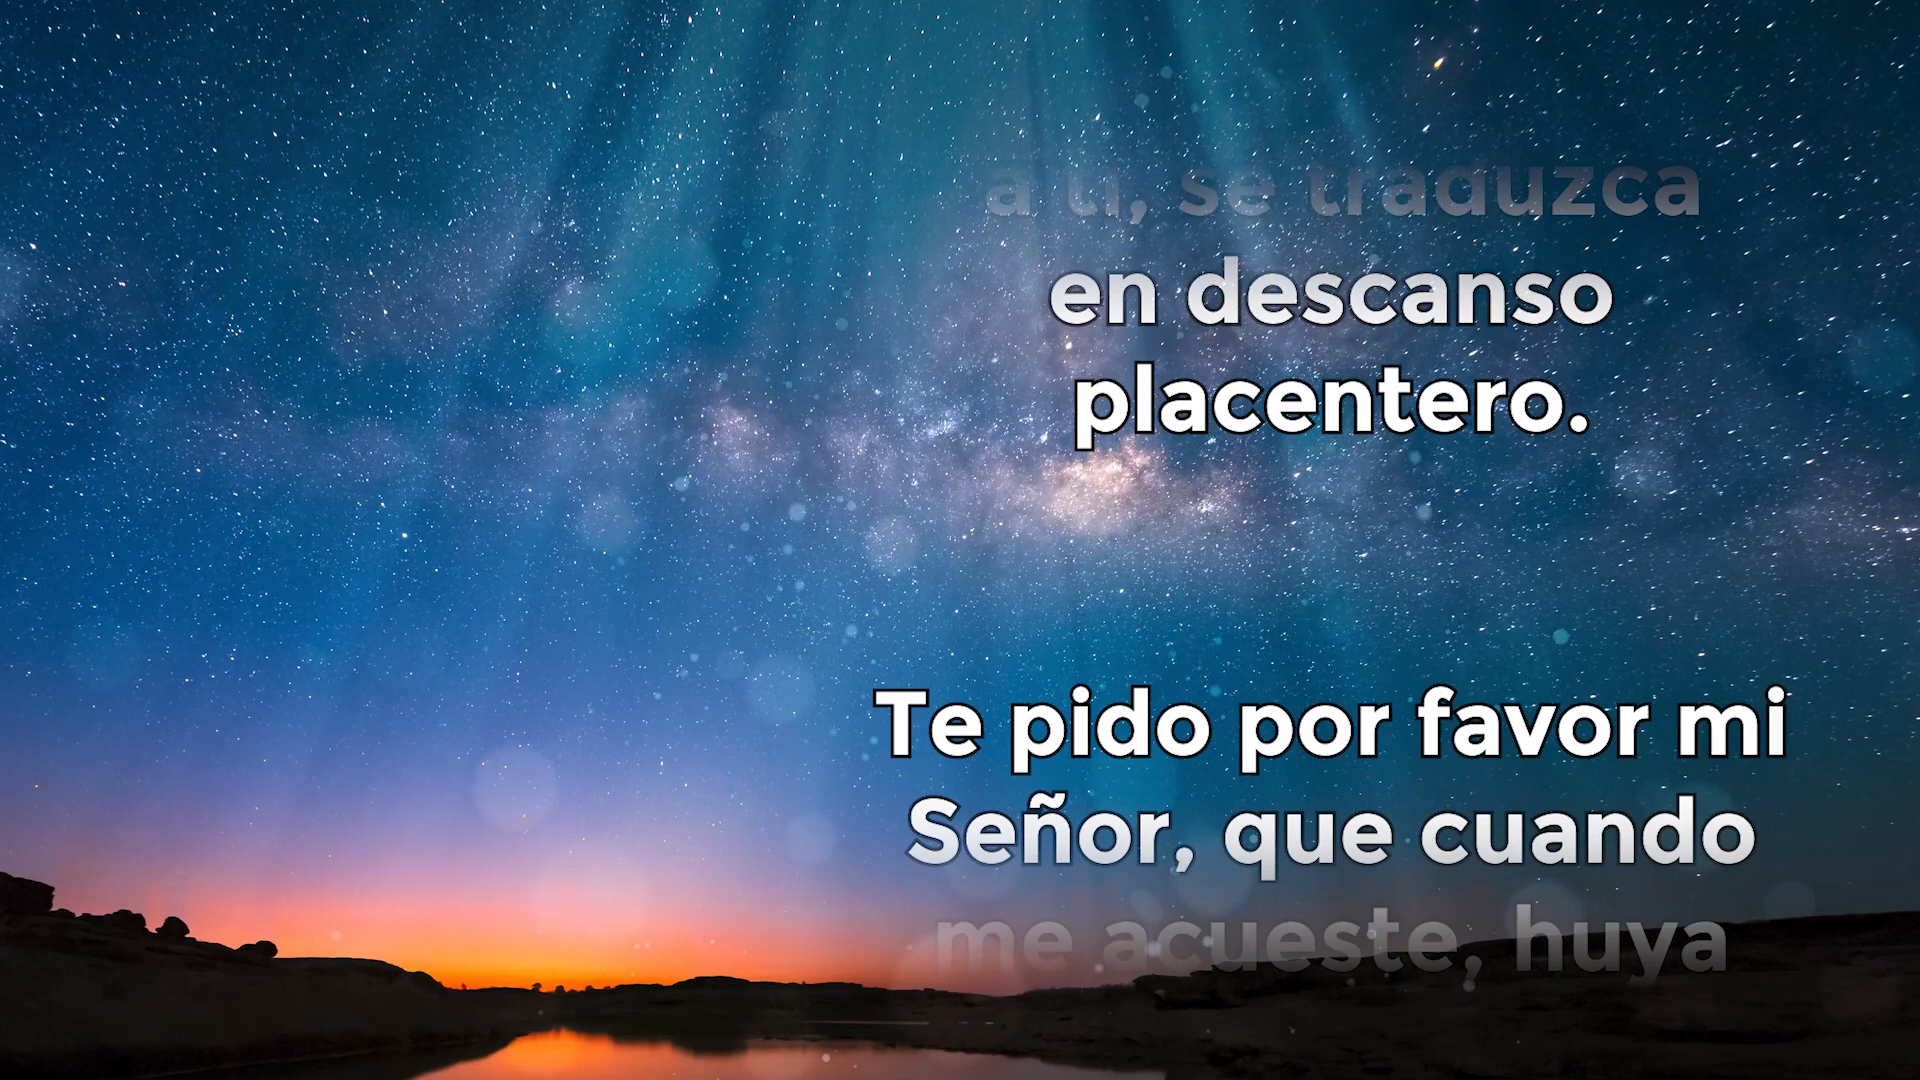 a ti, se traduzca
en descanso
placentero.
Te pido por favor mi
Señor, que cuando
me acueste, huya